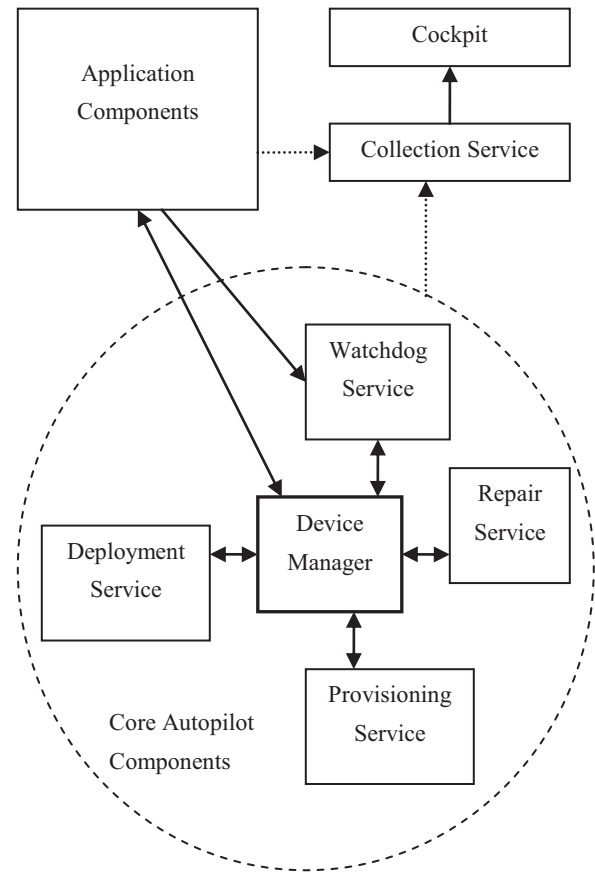 Application
Components
Cockpit
Collection Service
Watchdog
Service
Repair
Service
Device
Manager
Deployment
Service
Provisioning
Service
Core Autopilot
Components